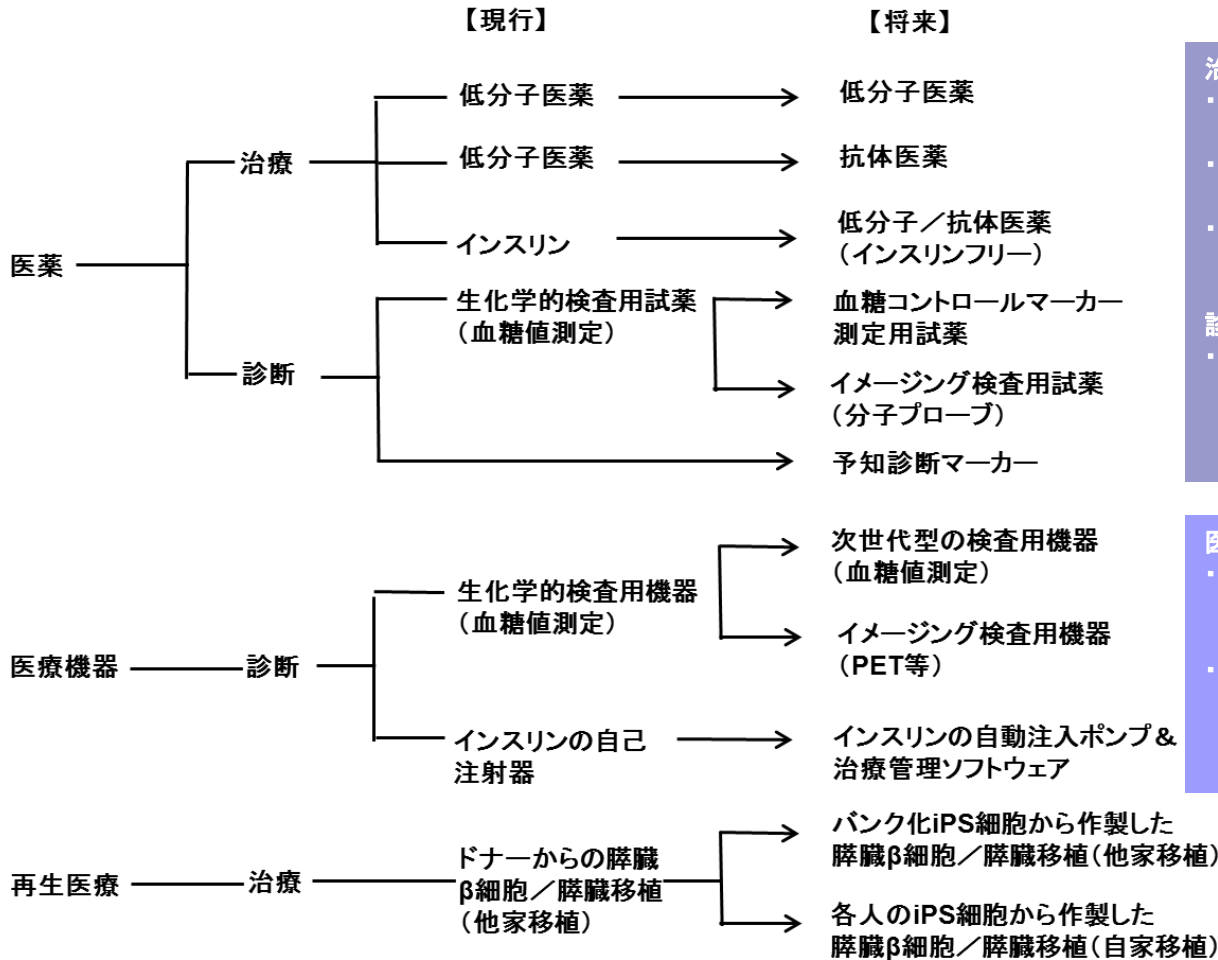 【現行】
【将来】
医薬
治療
低分子医薬
低分子医薬
低分子医薬
抗体医薬
インスリン
低分子／抗体医薬
（インスリンフリー）
診断
生化学的検査用試薬
（血糖値測定）
血糖コントロールマーカー
測定用試薬
イメージング検査用試薬
（分子プローブ）
予知診断マーカー
医療機器
診断
生化学的検査用機器
（血糖値測定）
次世代型の検査用機器
（血糖値測定）
イメージング検査用機器
（PET等）
インスリンの自己
注射器
インスリンの自動注入ポンプ＆
治療管理ソフトウェア
再生医療
治療
ドナーからの膵臓
β細胞／膵臓移植
（他家移植）
バンク化iPS細胞から作製した
膵臓β細胞／膵臓移植（他家移植）
各人のiPS細胞から作製した
膵臓β細胞／膵臓移植（自家移植）